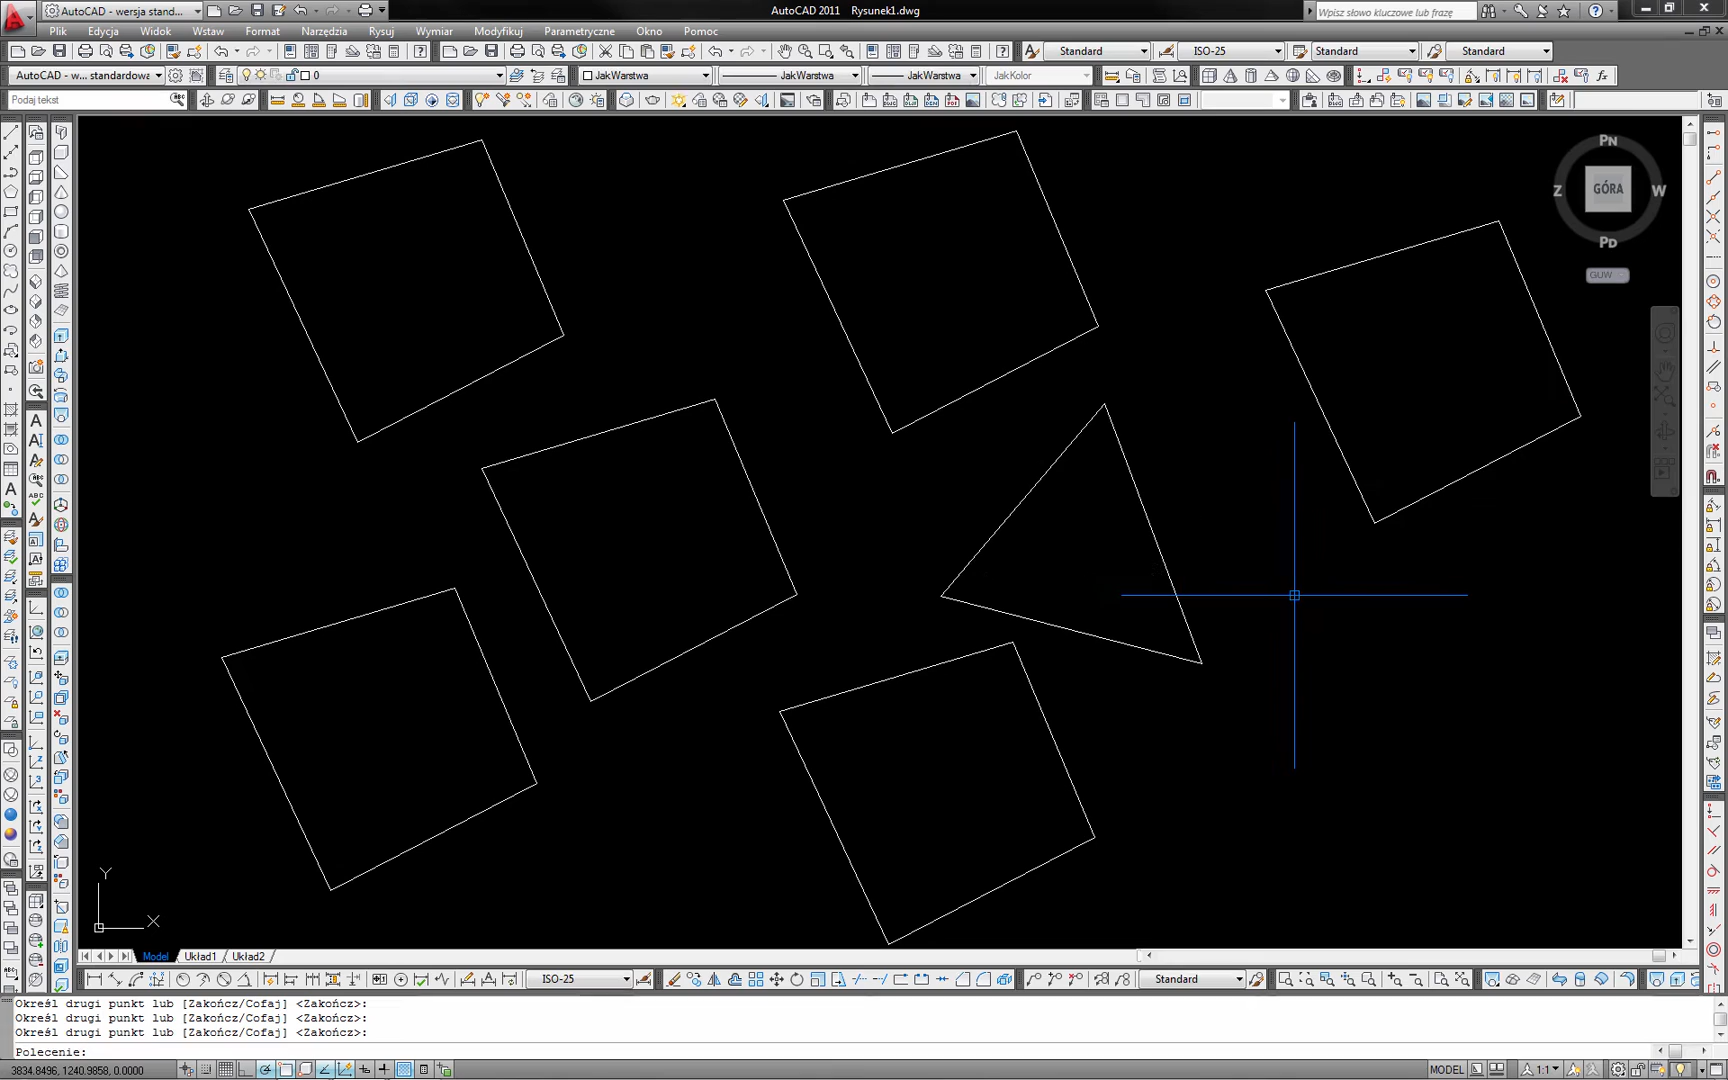 AutoCAD - wersja stand...
AutoCAD 2011 Rysunek1.dwg
Wpisz słowo kluczowe lub frazę
Plik Edycja Widok Wstaw Format Narzędzia Rysuj Wymiar Modyfikuj Parametryczne Okno Pomoc
Standard ISO-25 Standard Standard
AutoCAD - w... standardowa 0 JakWarstwa JakWarstwa JakWarstwa JakKolor
Podaj tekst
PN
Z GÓRA W
PD
GUW
Y
X
Model Układ1 Układ2
ISO-25 Standard
Określ drugi punkt lub [Zakończ/Cofaj] <Zakończ>:
Określ drugi punkt lub [Zakończ/Cofaj] <Zakończ>:
Określ drugi punkt lub [Zakończ/Cofaj] <Zakończ>:
Polecenie:
3834.8496, 1240.9858, 0.0000 MODEL 1:1